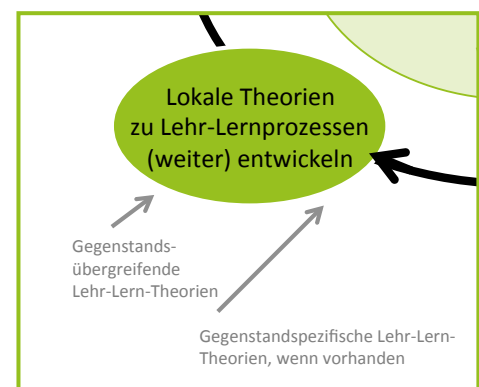 Lokale Theorien
zu Lehr-Lernprozessen
(weiter) entwickeln
Gegenstands-
übergreifende
Lehr-Lern-Theorien
Gegenstandspezifische Lehr-Lern-
Theorien, wenn vorhanden